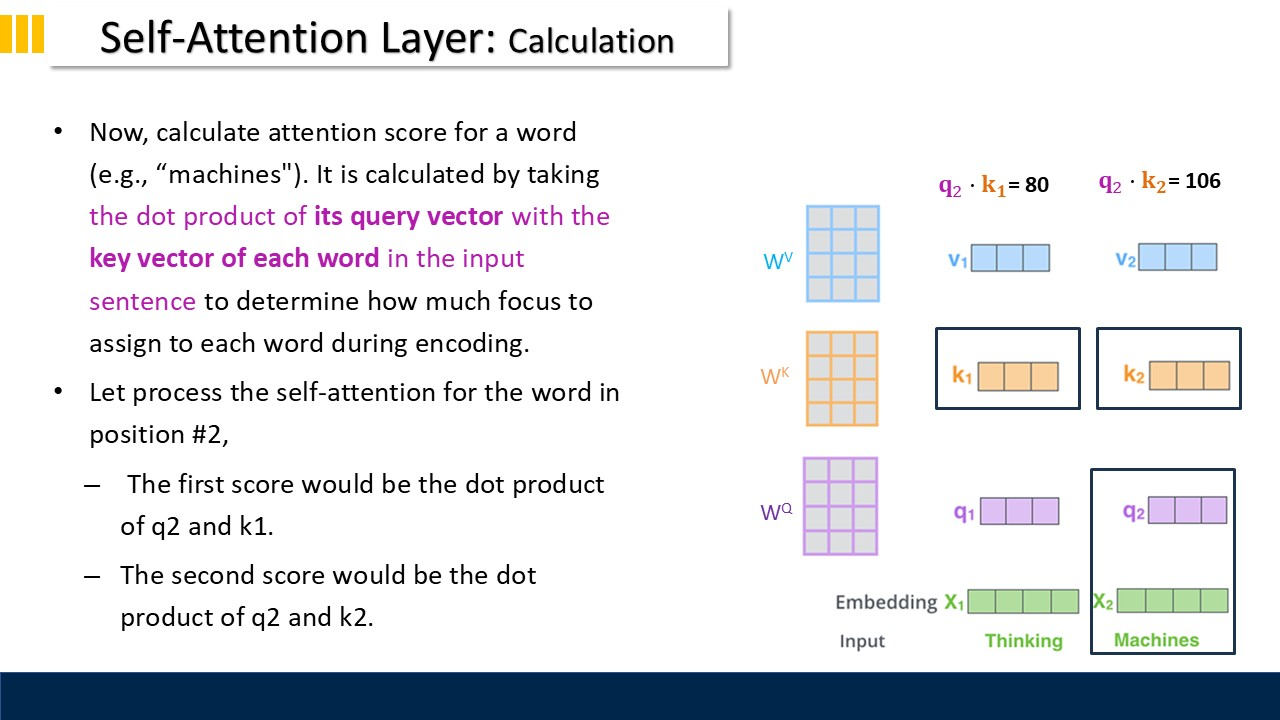 Self-Attention Layer: Calculation
• Now, calculate attention score for a word
(e.g., “machines"). It is calculated by taking
the dot product of its query vector with the
key vector of each word in the input
sentence to determine how much focus to
assign to each word during encoding.
• Let process the self-attention for the word in
position #2,
– The first score would be the dot product
of q2 and k1.
– The second score would be the dot
product of q2 and k2.
q₂ · k₁= 80
q₂ · k₂= 106
Wⱽ
v₁
v₂
Wᴷ
k₁
k₂
W^Q
q₁
q₂
Embedding X₁ X₂
Input Thinking Machines